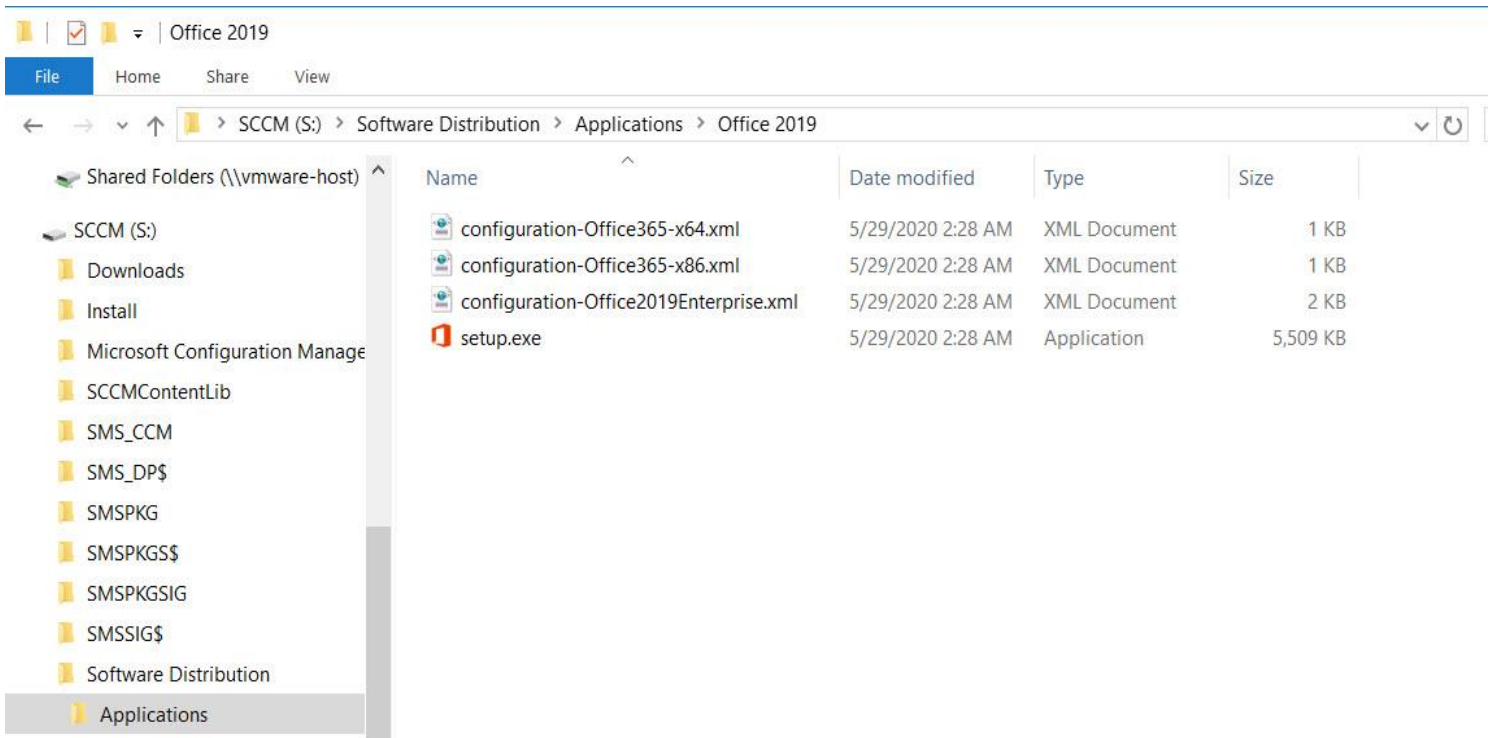 Office 2019
File Home Share View
SCCM (S:) > Software Distribution > Applications > Office 2019
Shared Folders (\\vmware-host)
SCCM (S:)
Downloads
Install
Microsoft Configuration Manage
SCCMContentLib
SMS_CCM
SMS_DP$
SMSPKG
SMSPKGS$
SMSPKGSIG
SMSSIG$
Software Distribution
Applications
Name Date modified Type Size
configuration-Office365-x64.xml 5/29/2020 2:28 AM XML Document 1 KB
configuration-Office365-x86.xml 5/29/2020 2:28 AM XML Document 1 KB
configuration-Office2019Enterprise.xml 5/29/2020 2:28 AM XML Document 2 KB
setup.exe 5/29/2020 2:28 AM Application 5,509 KB